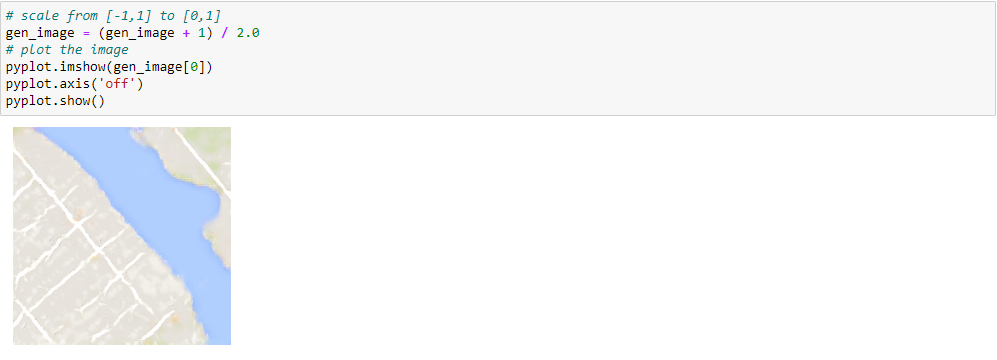 # scale from [-1,1] to [0,1]
gen_image = (gen_image + 1) / 2.0
# plot the image
pyplot.imshow(gen_image[0])
pyplot.axis('off')
pyplot.show()